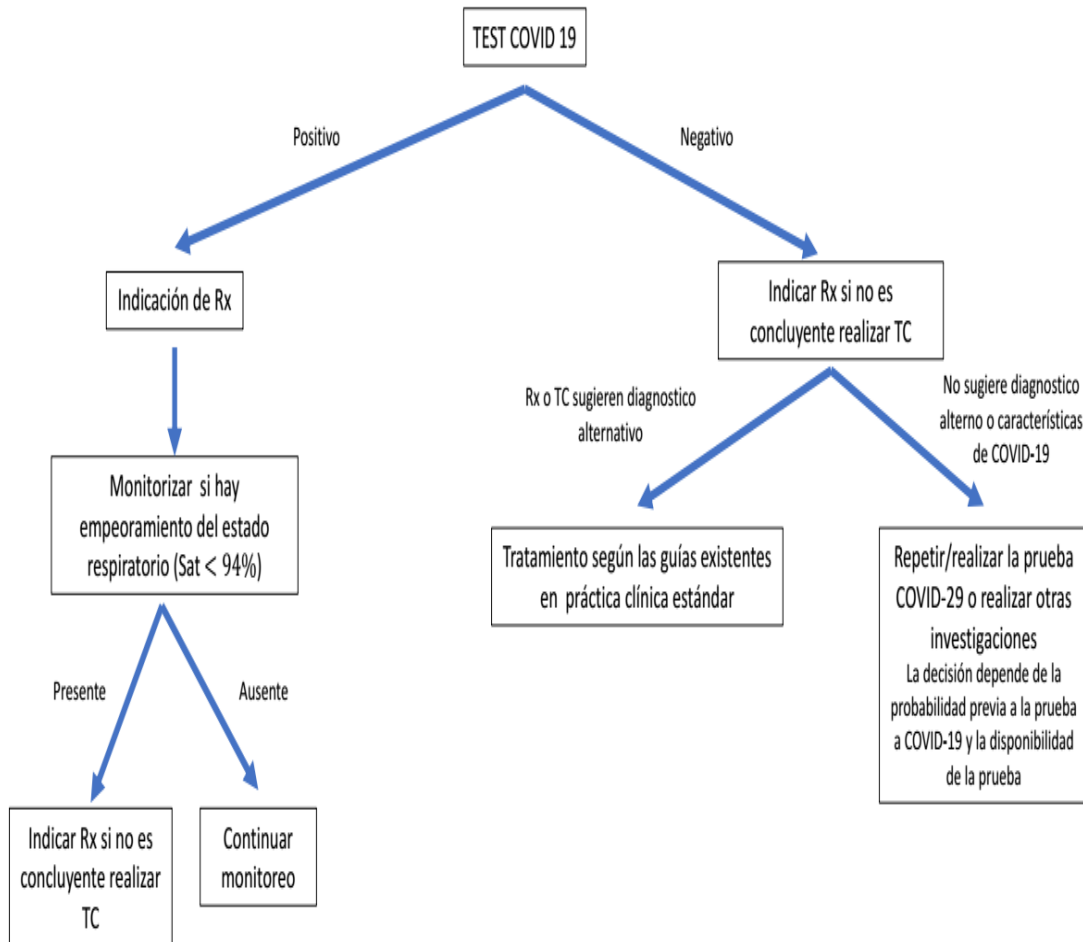 TEST COVID 19
Positivo
Negativo
Indicación de Rx
Indicar Rx si no es
concluyente realizar TC
Rx o TC sugieren diagnostico
alternativo
No sugiere diagnostico
alterno o características
de COVID-19
Monitorizar si hay
empeoramiento del estado
respiratorio (Sat < 94%)
Tratamiento según las guías existentes
en práctica clínica estándar
Repetir/realizar la prueba
COVID-29 o realizar otras
investigaciones
La decisión depende de la
probabilidad previa a la prueba
a COVID-19 y la disponibilidad
de la prueba
Presente
Ausente
Indicar Rx si no es
concluyente realizar
TC
Continuar
monitoreo